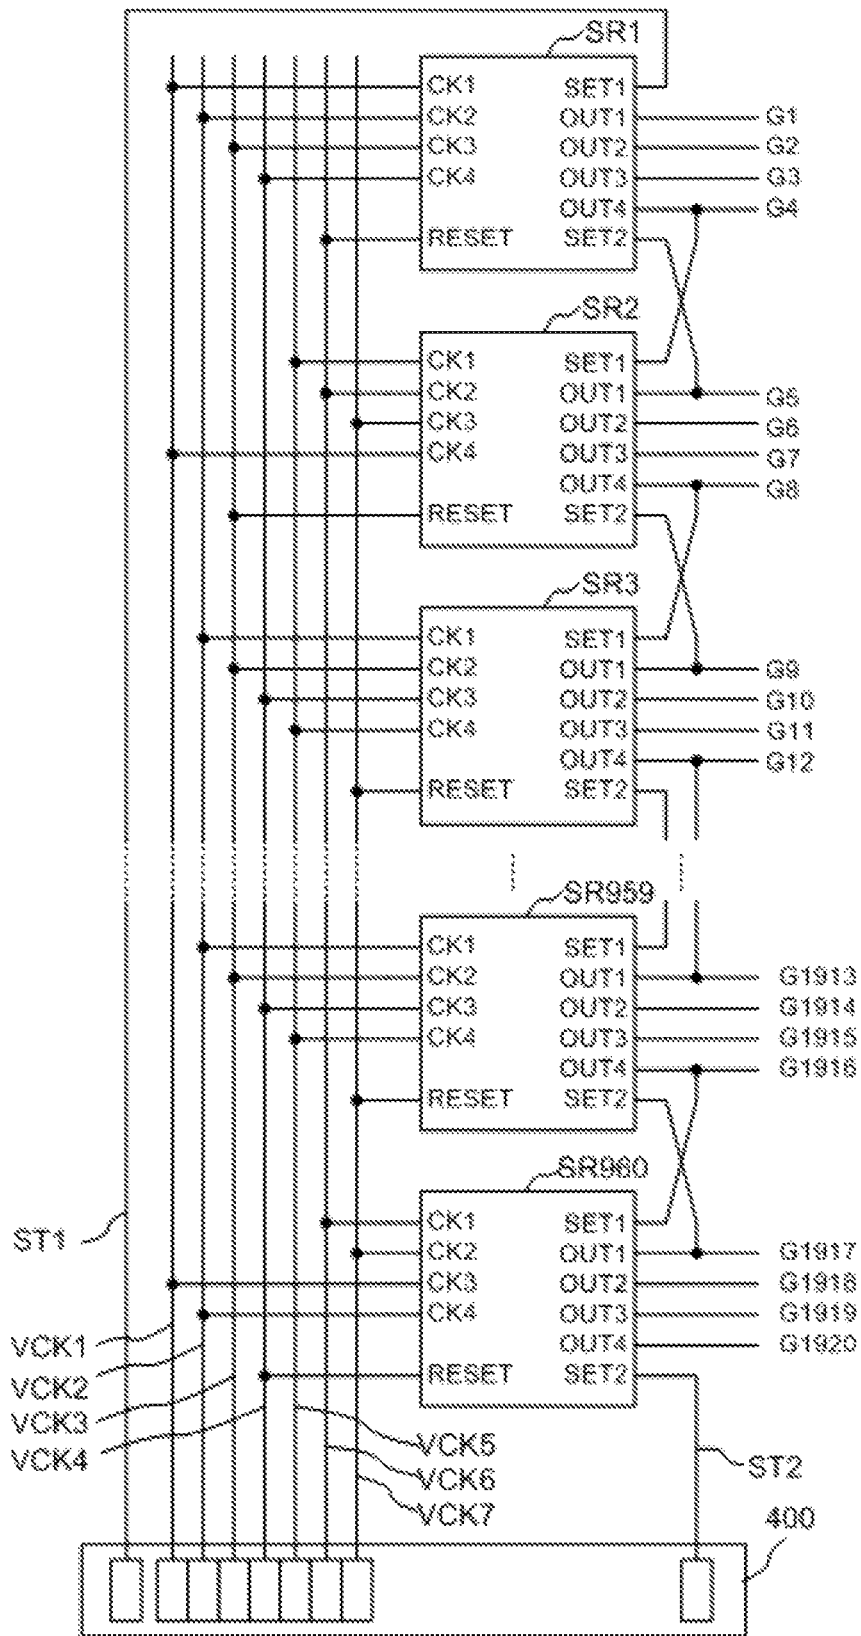 SR1
CK1 SET1
CK2 OUT1 G1
CK3 OUT2 G2
CK4 OUT3 G3
OUT4 G4
RESET SET2
SR2
CK1 SET1
CK2 OUT1 G5
CK3 OUT2 G6
CK4 OUT3 G7
OUT4 G8
RESET SET2
SR3
CK1 SET1
CK2 OUT1 G9
CK3 OUT2 G10
CK4 OUT3 G11
OUT4 G12
RESET SET2
SR959
CK1 SET1
CK2 OUT1 G1913
CK3 OUT2 G1914
CK4 OUT3 G1915
OUT4 G1916
RESET SET2
SR960
CK1 SET1
ST1
CK2 OUT1 G1917
CK3 OUT2 G1918
CK4 OUT3 G1919
VCK1 OUT4 G1920
VCK2 RESET SET2
VCK3
VCK4 VCK5
VCK6 ST2
VCK7 400